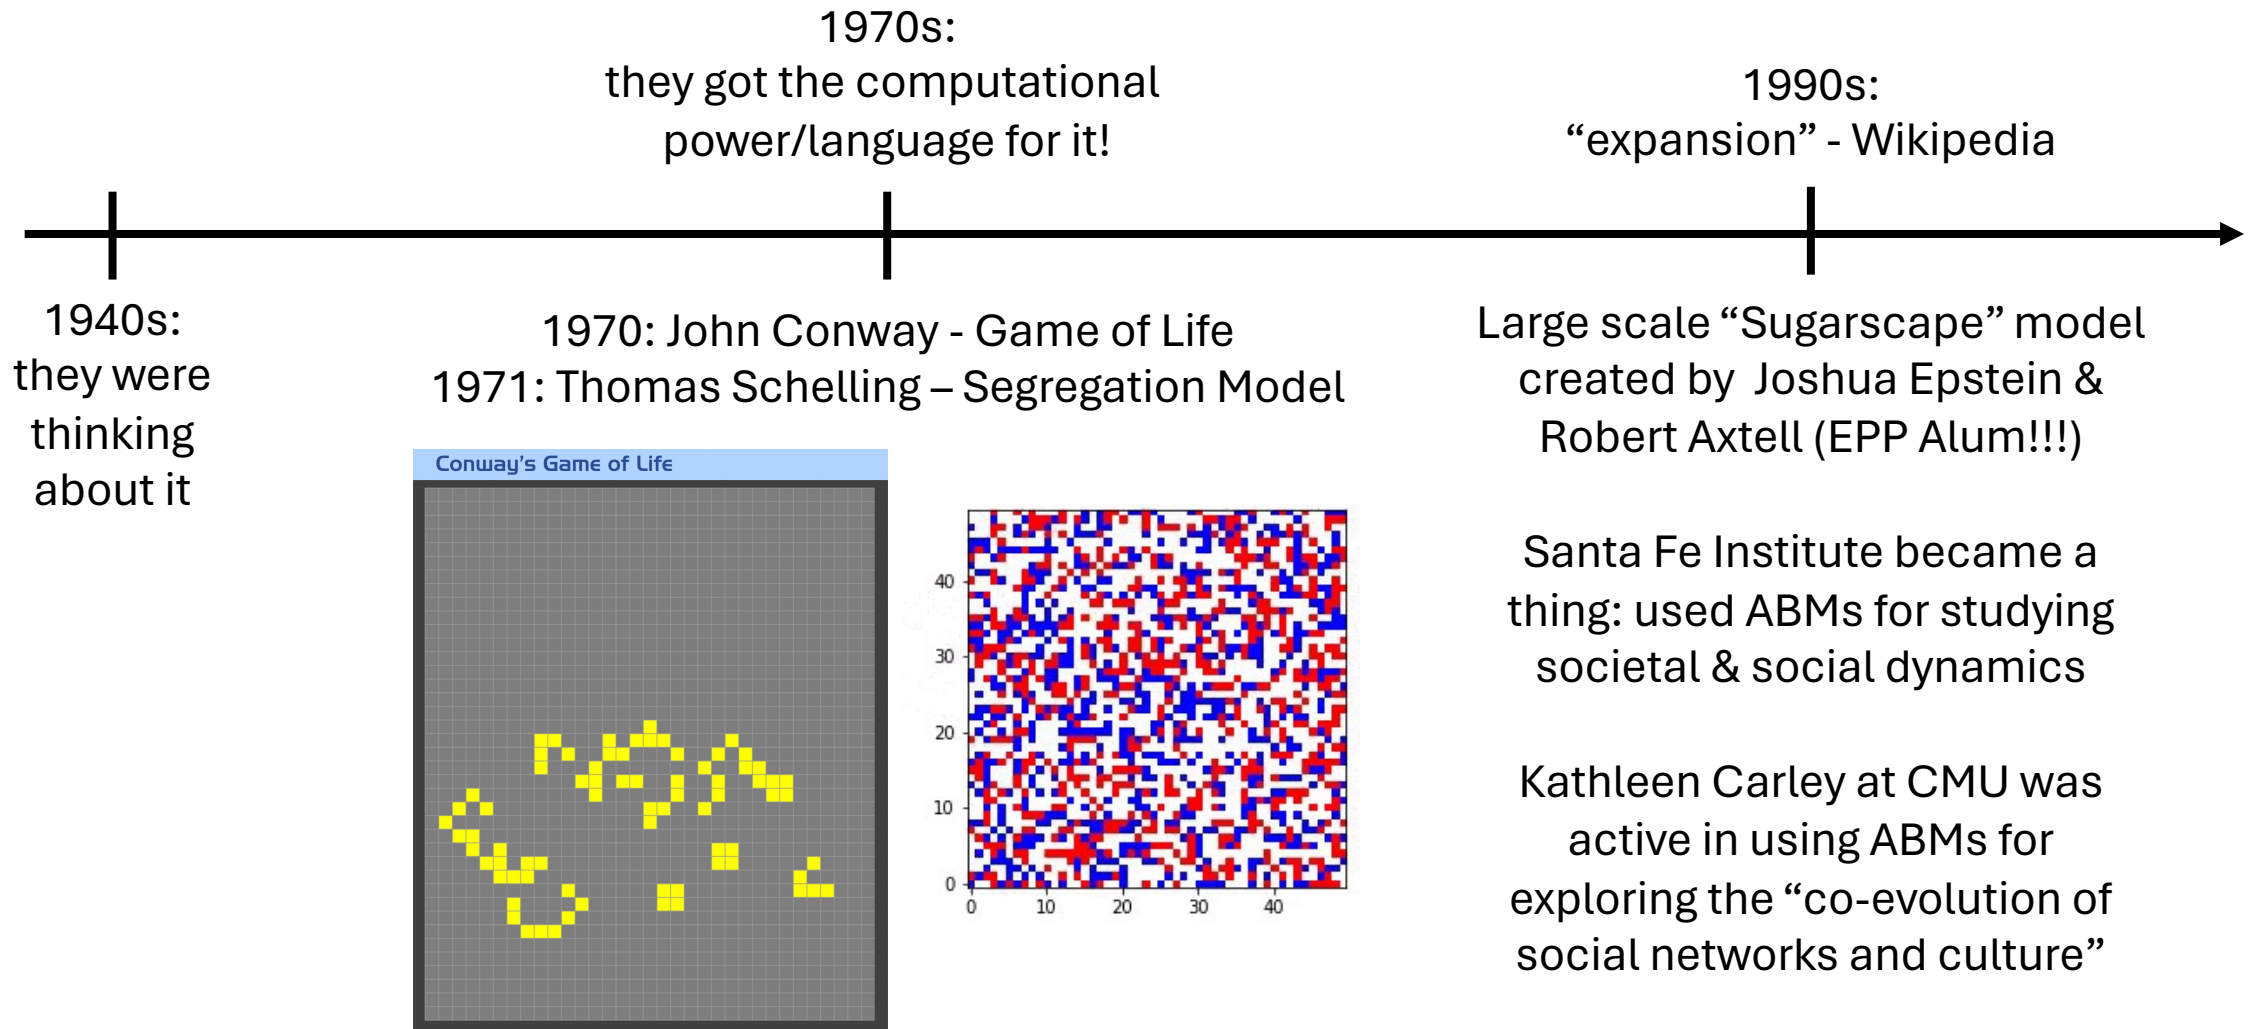 1970s:
they got the computational
power/language for it!
1990s:
“expansion” - Wikipedia
1940s:
they were
thinking
about it
1970: John Conway - Game of Life
1971: Thomas Schelling – Segregation Model
Conway's Game of Life
40
30
20
10
0
0
10
20
30
40
Large scale “Sugarscape” model
created by  Joshua Epstein &
Robert Axtell (EPP Alum!!!)
Santa Fe Institute became a
thing: used ABMs for studying
societal & social dynamics
Kathleen Carley at CMU was
active in using ABMs for
exploring the “co-evolution of
social networks and culture”